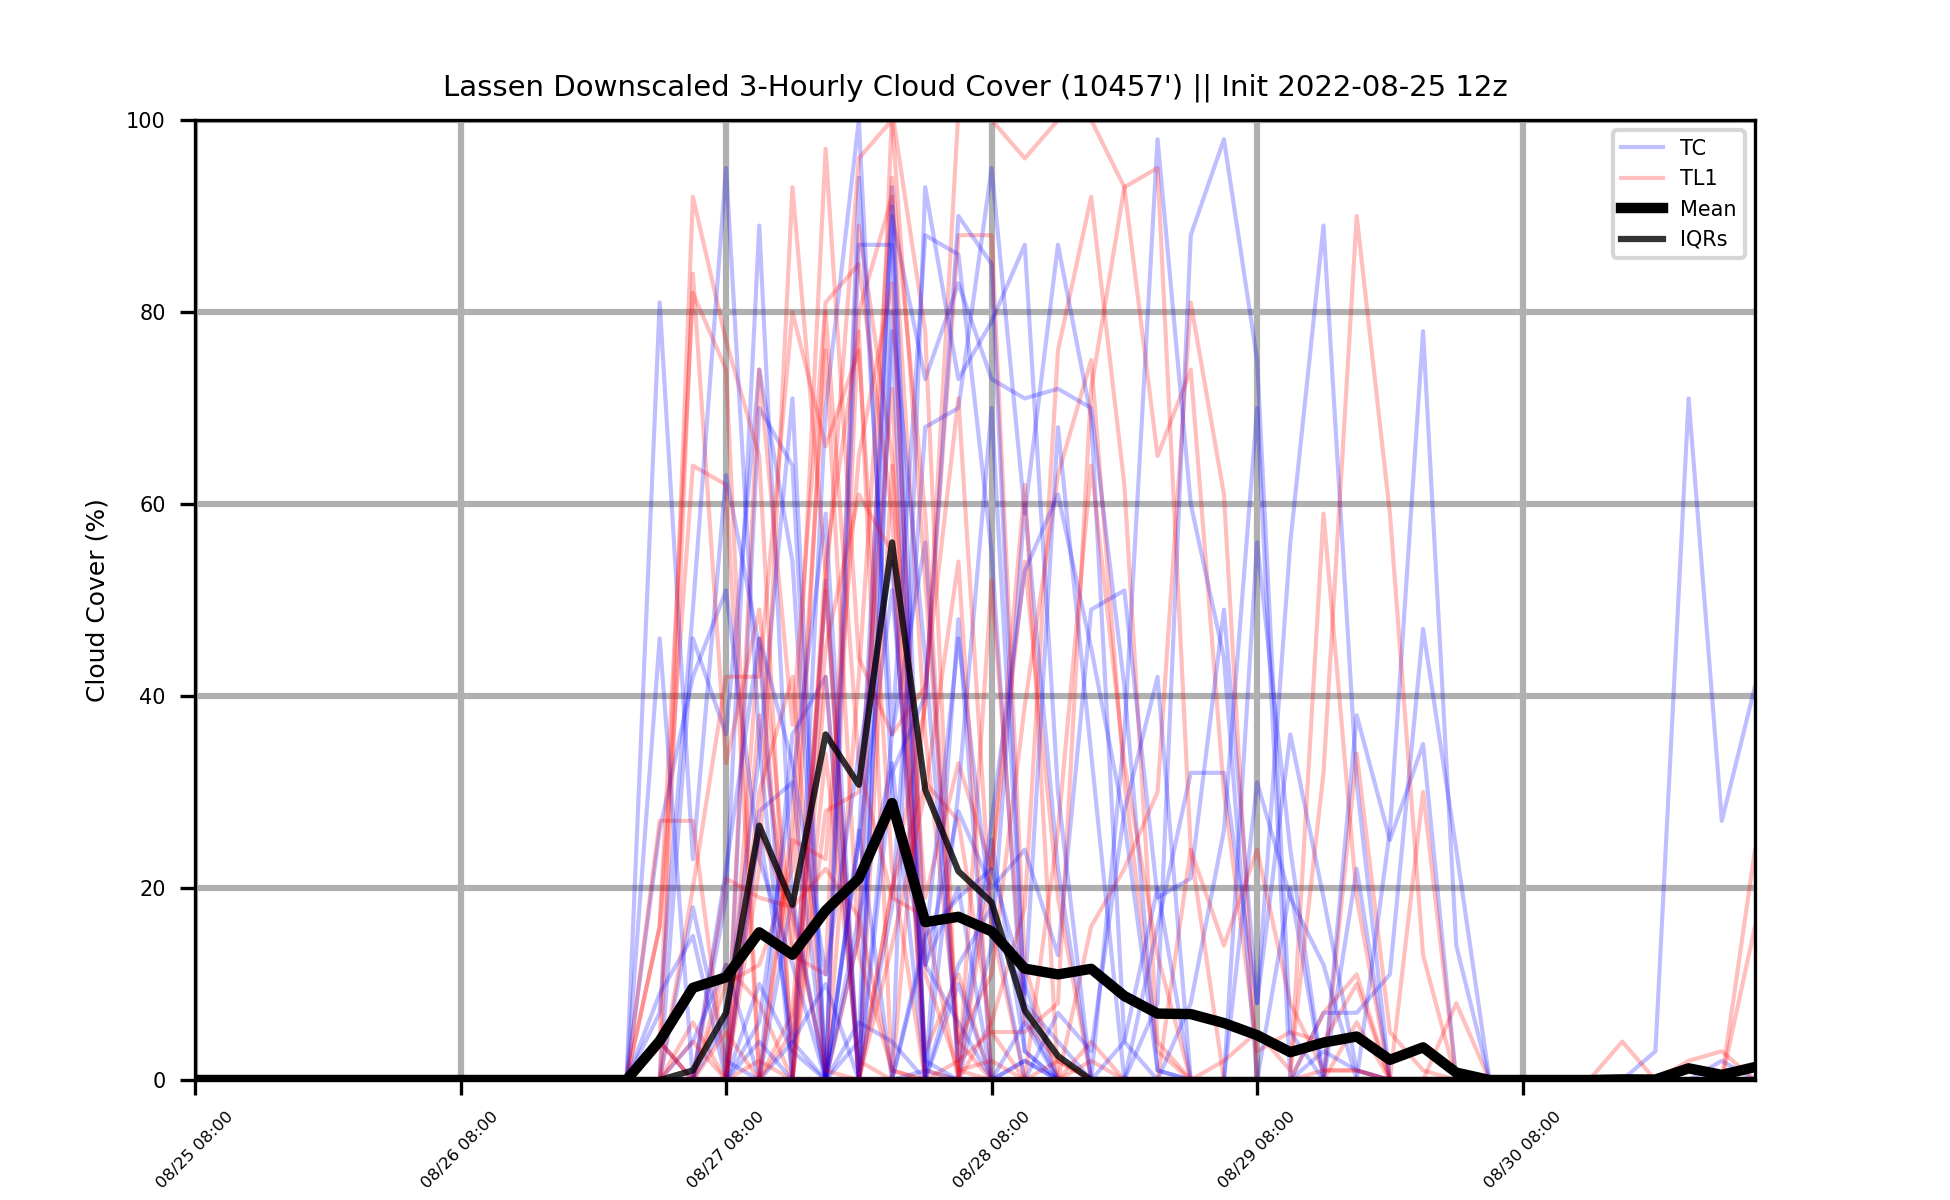 Lassen Downscaled 3-Hourly Cloud Cover (10457') || Init 2022-08-25 12z
100
80
60
40
20
0
Cloud Cover (%)
TC
TL1
Mean
IQRs
08/25 08:00
08/26 08:00
08/27 08:00
08/28 08:00
08/29 08:00
08/30 08:00